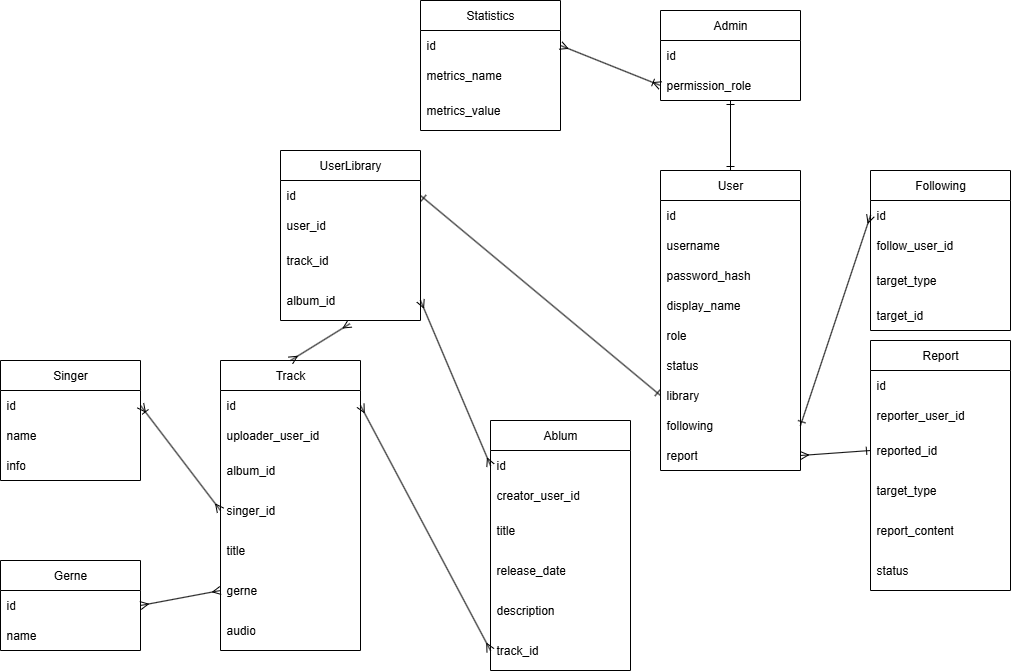 Statistics
id
metrics_name
metrics_value
Admin
id
permission_role
UserLibrary
id
user_id
track_id
album_id
User
id
username
password_hash
display_name
role
status
library
following
report
Following
id
follow_user_id
target_type
target_id
Report
id
reporter_user_id
reported_id
target_type
report_content
status
Singer
id
name
info
Track
id
uploader_user_id
album_id
singer_id
title
gerne
audio
Ablum
id
creator_user_id
title
release_date
description
track_id
Gerne
id
name